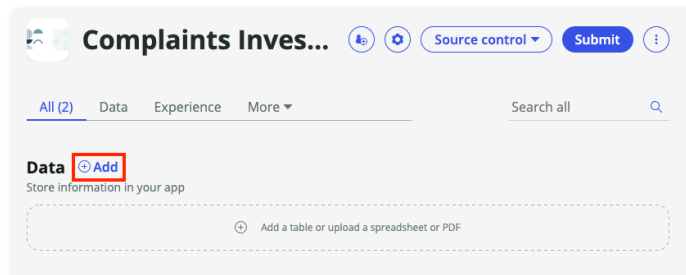 Complaints Inves...
Source control
Submit
All (2) Data Experience More
Search all
Data Add
Store information in your app
Add a table or upload a spreadsheet or PDF